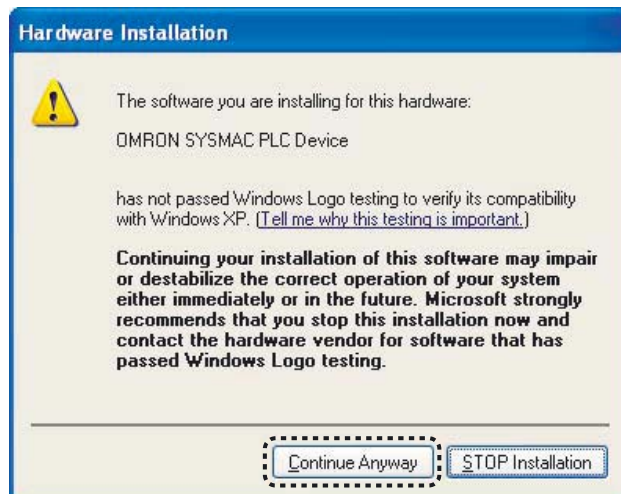 Hardware Installation
The software you are installing for this hardware:
OMRON SYSMAC PLC Device
has not passed Windows Logo testing to verify its compatibility
with Windows XP. (Tell me why this testing is important.)
Continuing your installation of this software may impair
or destabilize the correct operation of your system
either immediately or in the future. Microsoft strongly
recommends that you stop this installation now and
contact the hardware vendor for software that has
passed Windows Logo testing.
Continue Anyway
STOP Installation